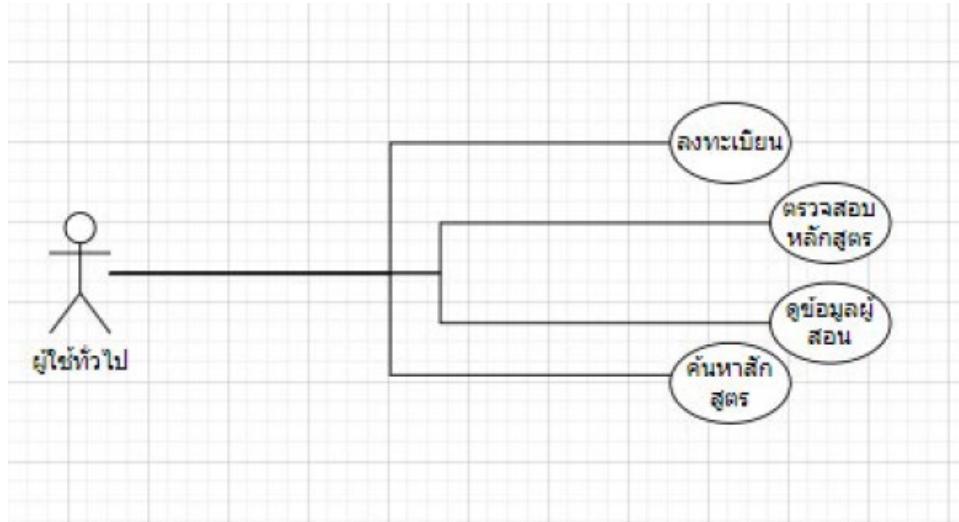 ลงทะเบียน
ตรวจสอบ
หลักสูตร
ดูข้อมูลผู้
สอน
ค้นหาสัก
สูตร
ผู้ใช้ทั่วไป